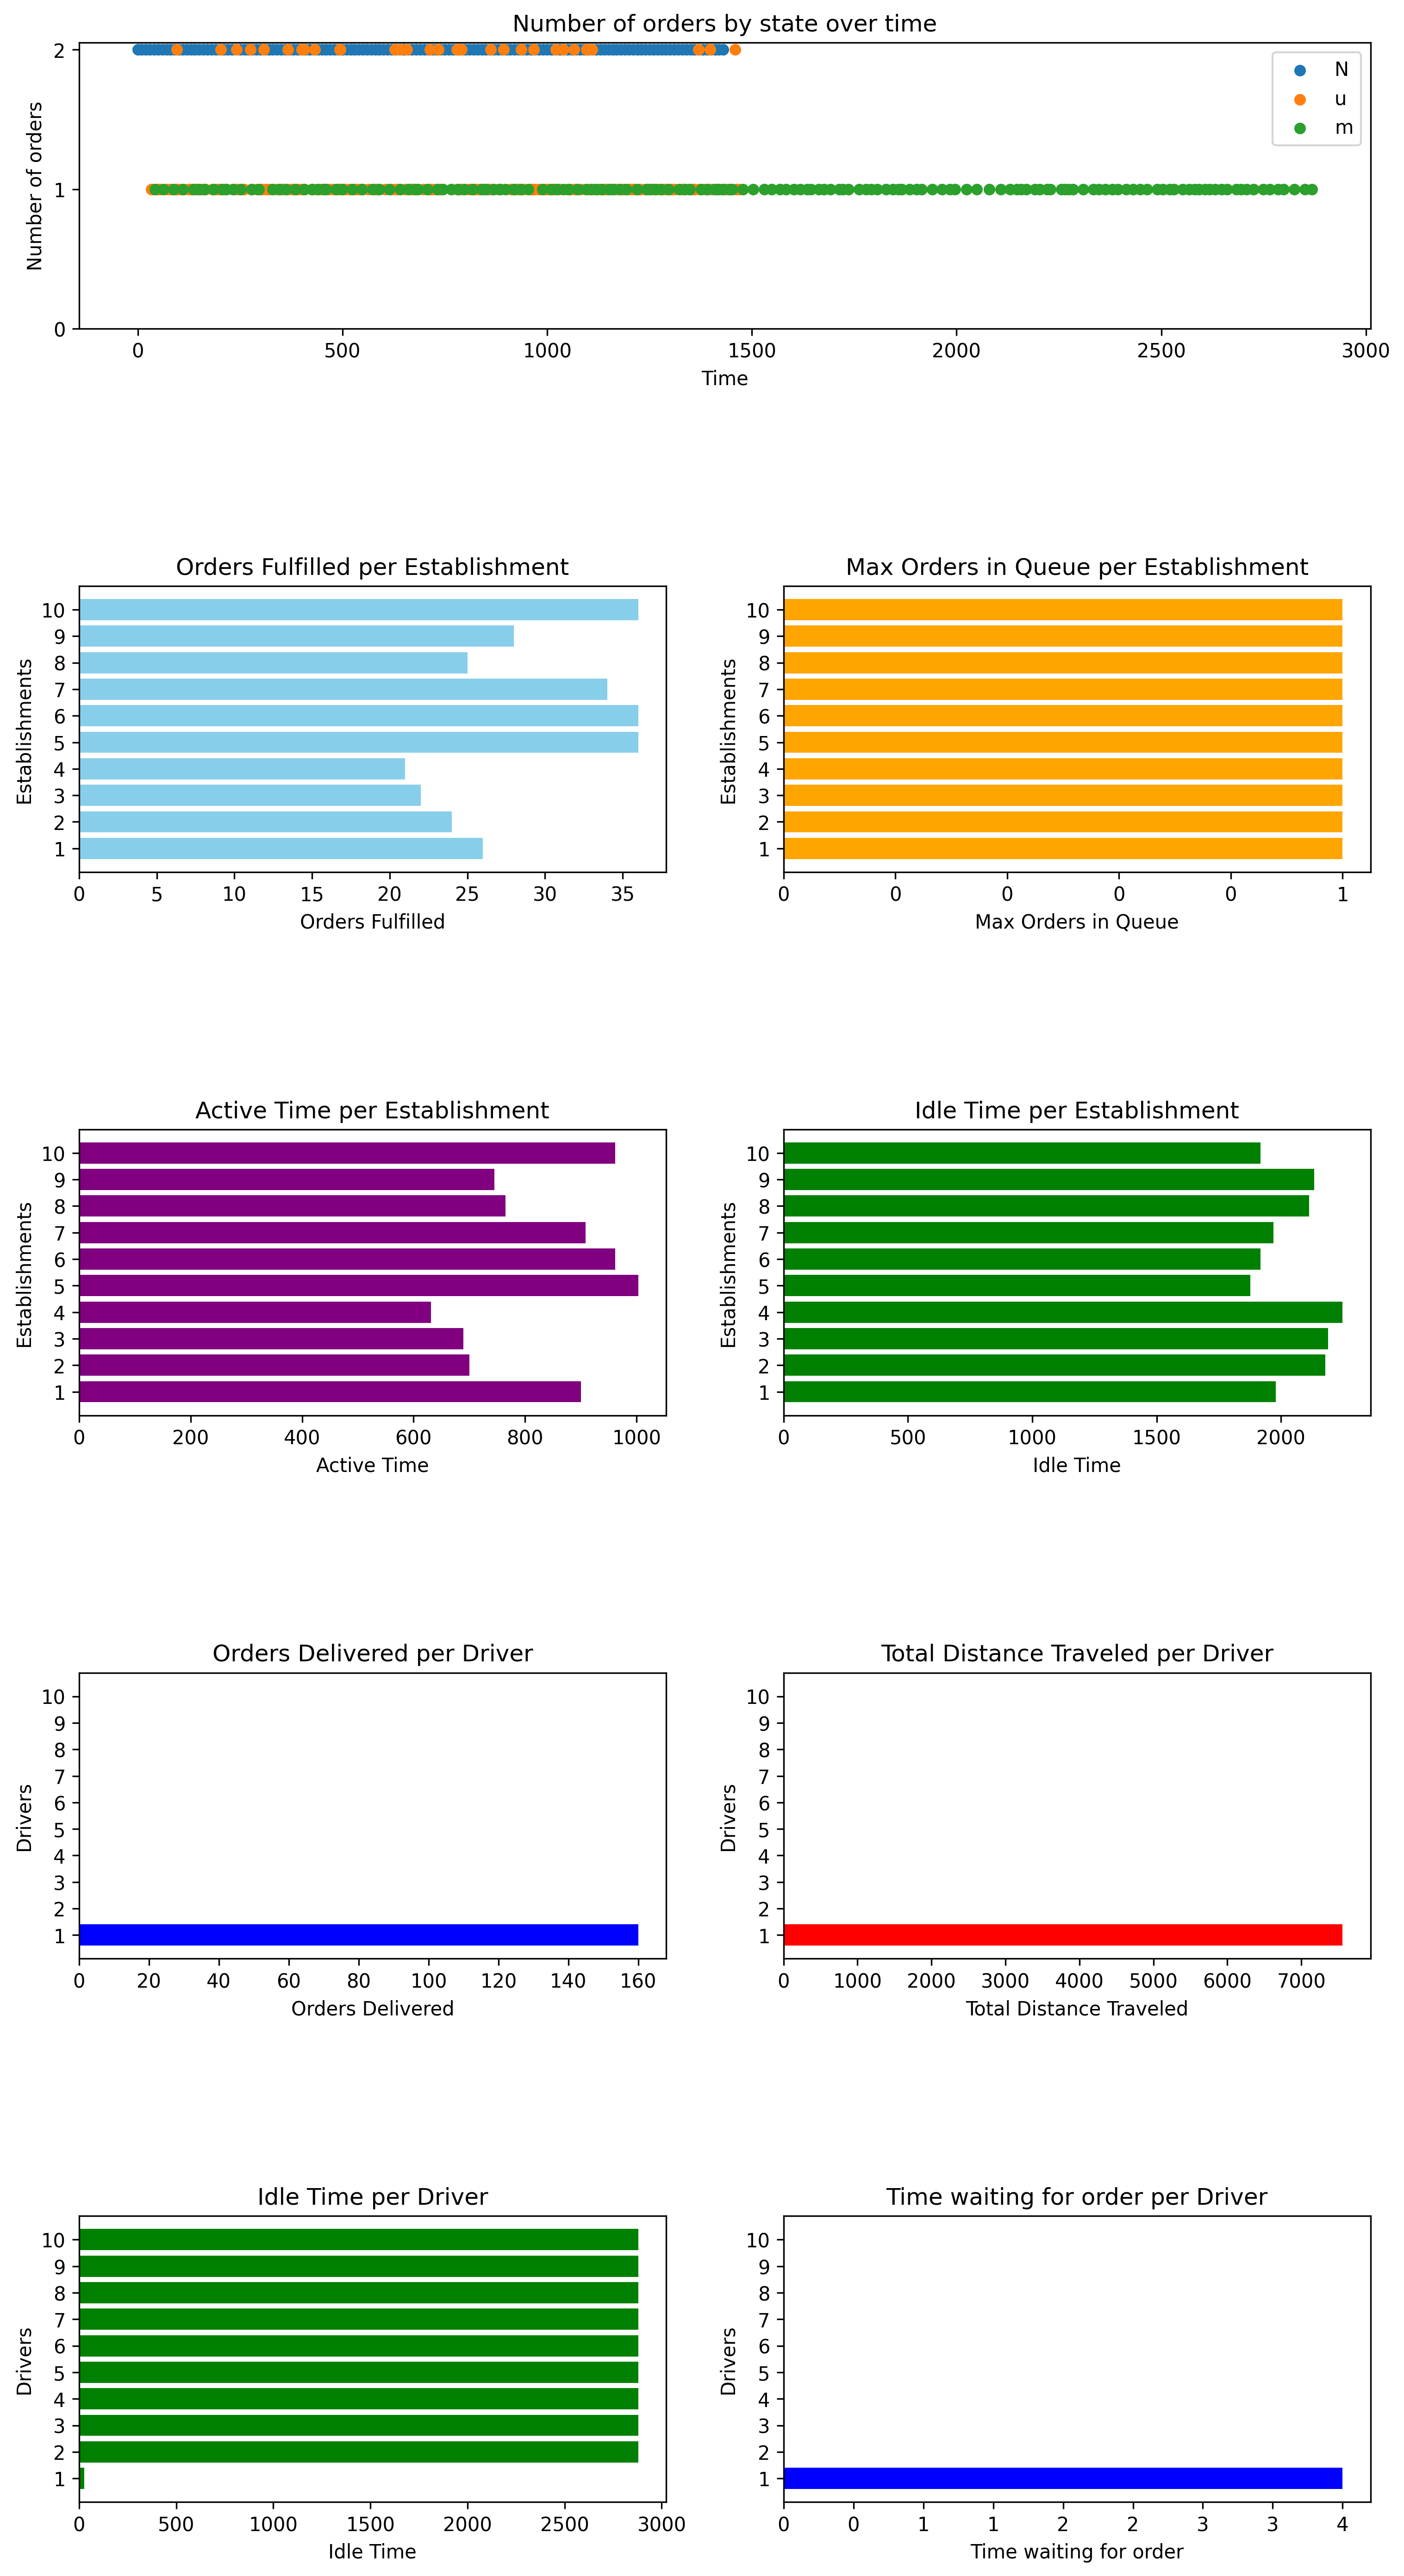 Number of orders by state over time
2
1
0
Number of orders
N
u
m
0 500 1000 1500 2000 2500 3000
Time
Orders Fulfilled per Establishment
10
9
8
7
6
5
4
3
2
1
Establishments
0 5 10 15 20 25 30 35
Orders Fulfilled
Max Orders in Queue per Establishment
10
9
8
7
6
5
4
3
2
1
Establishments
0 0 0 0 0 1
Max Orders in Queue
Active Time per Establishment
10
9
8
7
6
5
4
3
2
1
Establishments
0 200 400 600 800 1000
Active Time
Idle Time per Establishment
10
9
8
7
6
5
4
3
2
1
Establishments
0 500 1000 1500 2000
Idle Time
Orders Delivered per Driver
10
9
8
7
6
5
4
3
2
1
Drivers
0 20 40 60 80 100 120 140 160
Orders Delivered
Total Distance Traveled per Driver
10
9
8
7
6
5
4
3
2
1
Drivers
0 1000 2000 3000 4000 5000 6000 7000
Total Distance Traveled
Idle Time per Driver
10
9
8
7
6
5
4
3
2
1
Drivers
0 500 1000 1500 2000 2500 3000
Idle Time
Time waiting for order per Driver
10
9
8
7
6
5
4
3
2
1
Drivers
0 0 1 1 2 2 3 3 4
Time waiting for order